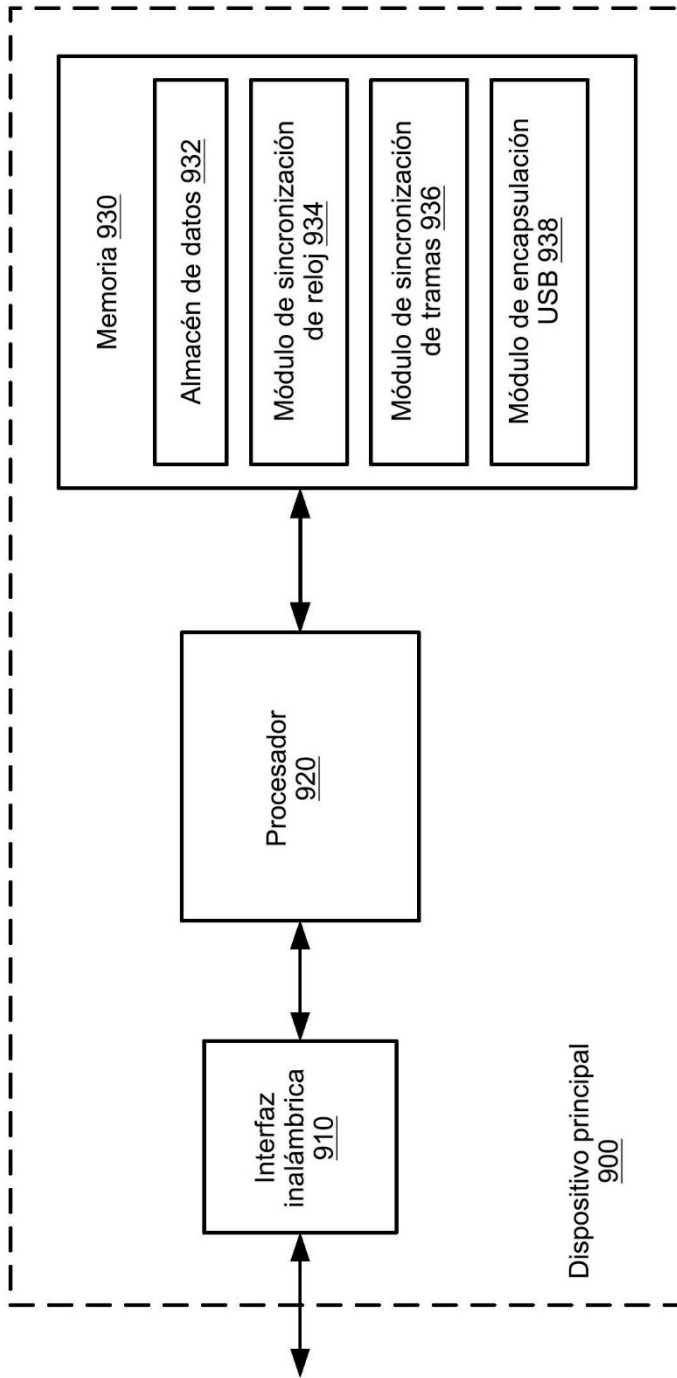 Memoria 930
Almacén de datos 932
Módulo de sincronización
de reloj 934
Módulo de sincronización
de tramas 936
Módulo de encapsulación
USB 938
Procesador
920
Interfaz
inalámbrica
910
Dispositivo principal
900